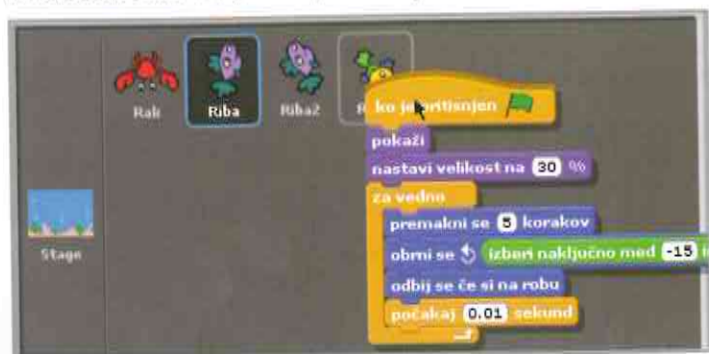 Rak Riba Riba2
ko je pritisnjen
pokaži
nastavi velikost na 30 %
za vedno
premakni se 5 korakov
Stage
obrni se izberi naključno med -15
odbij se če si na robu
počakaj 0.01 sekund